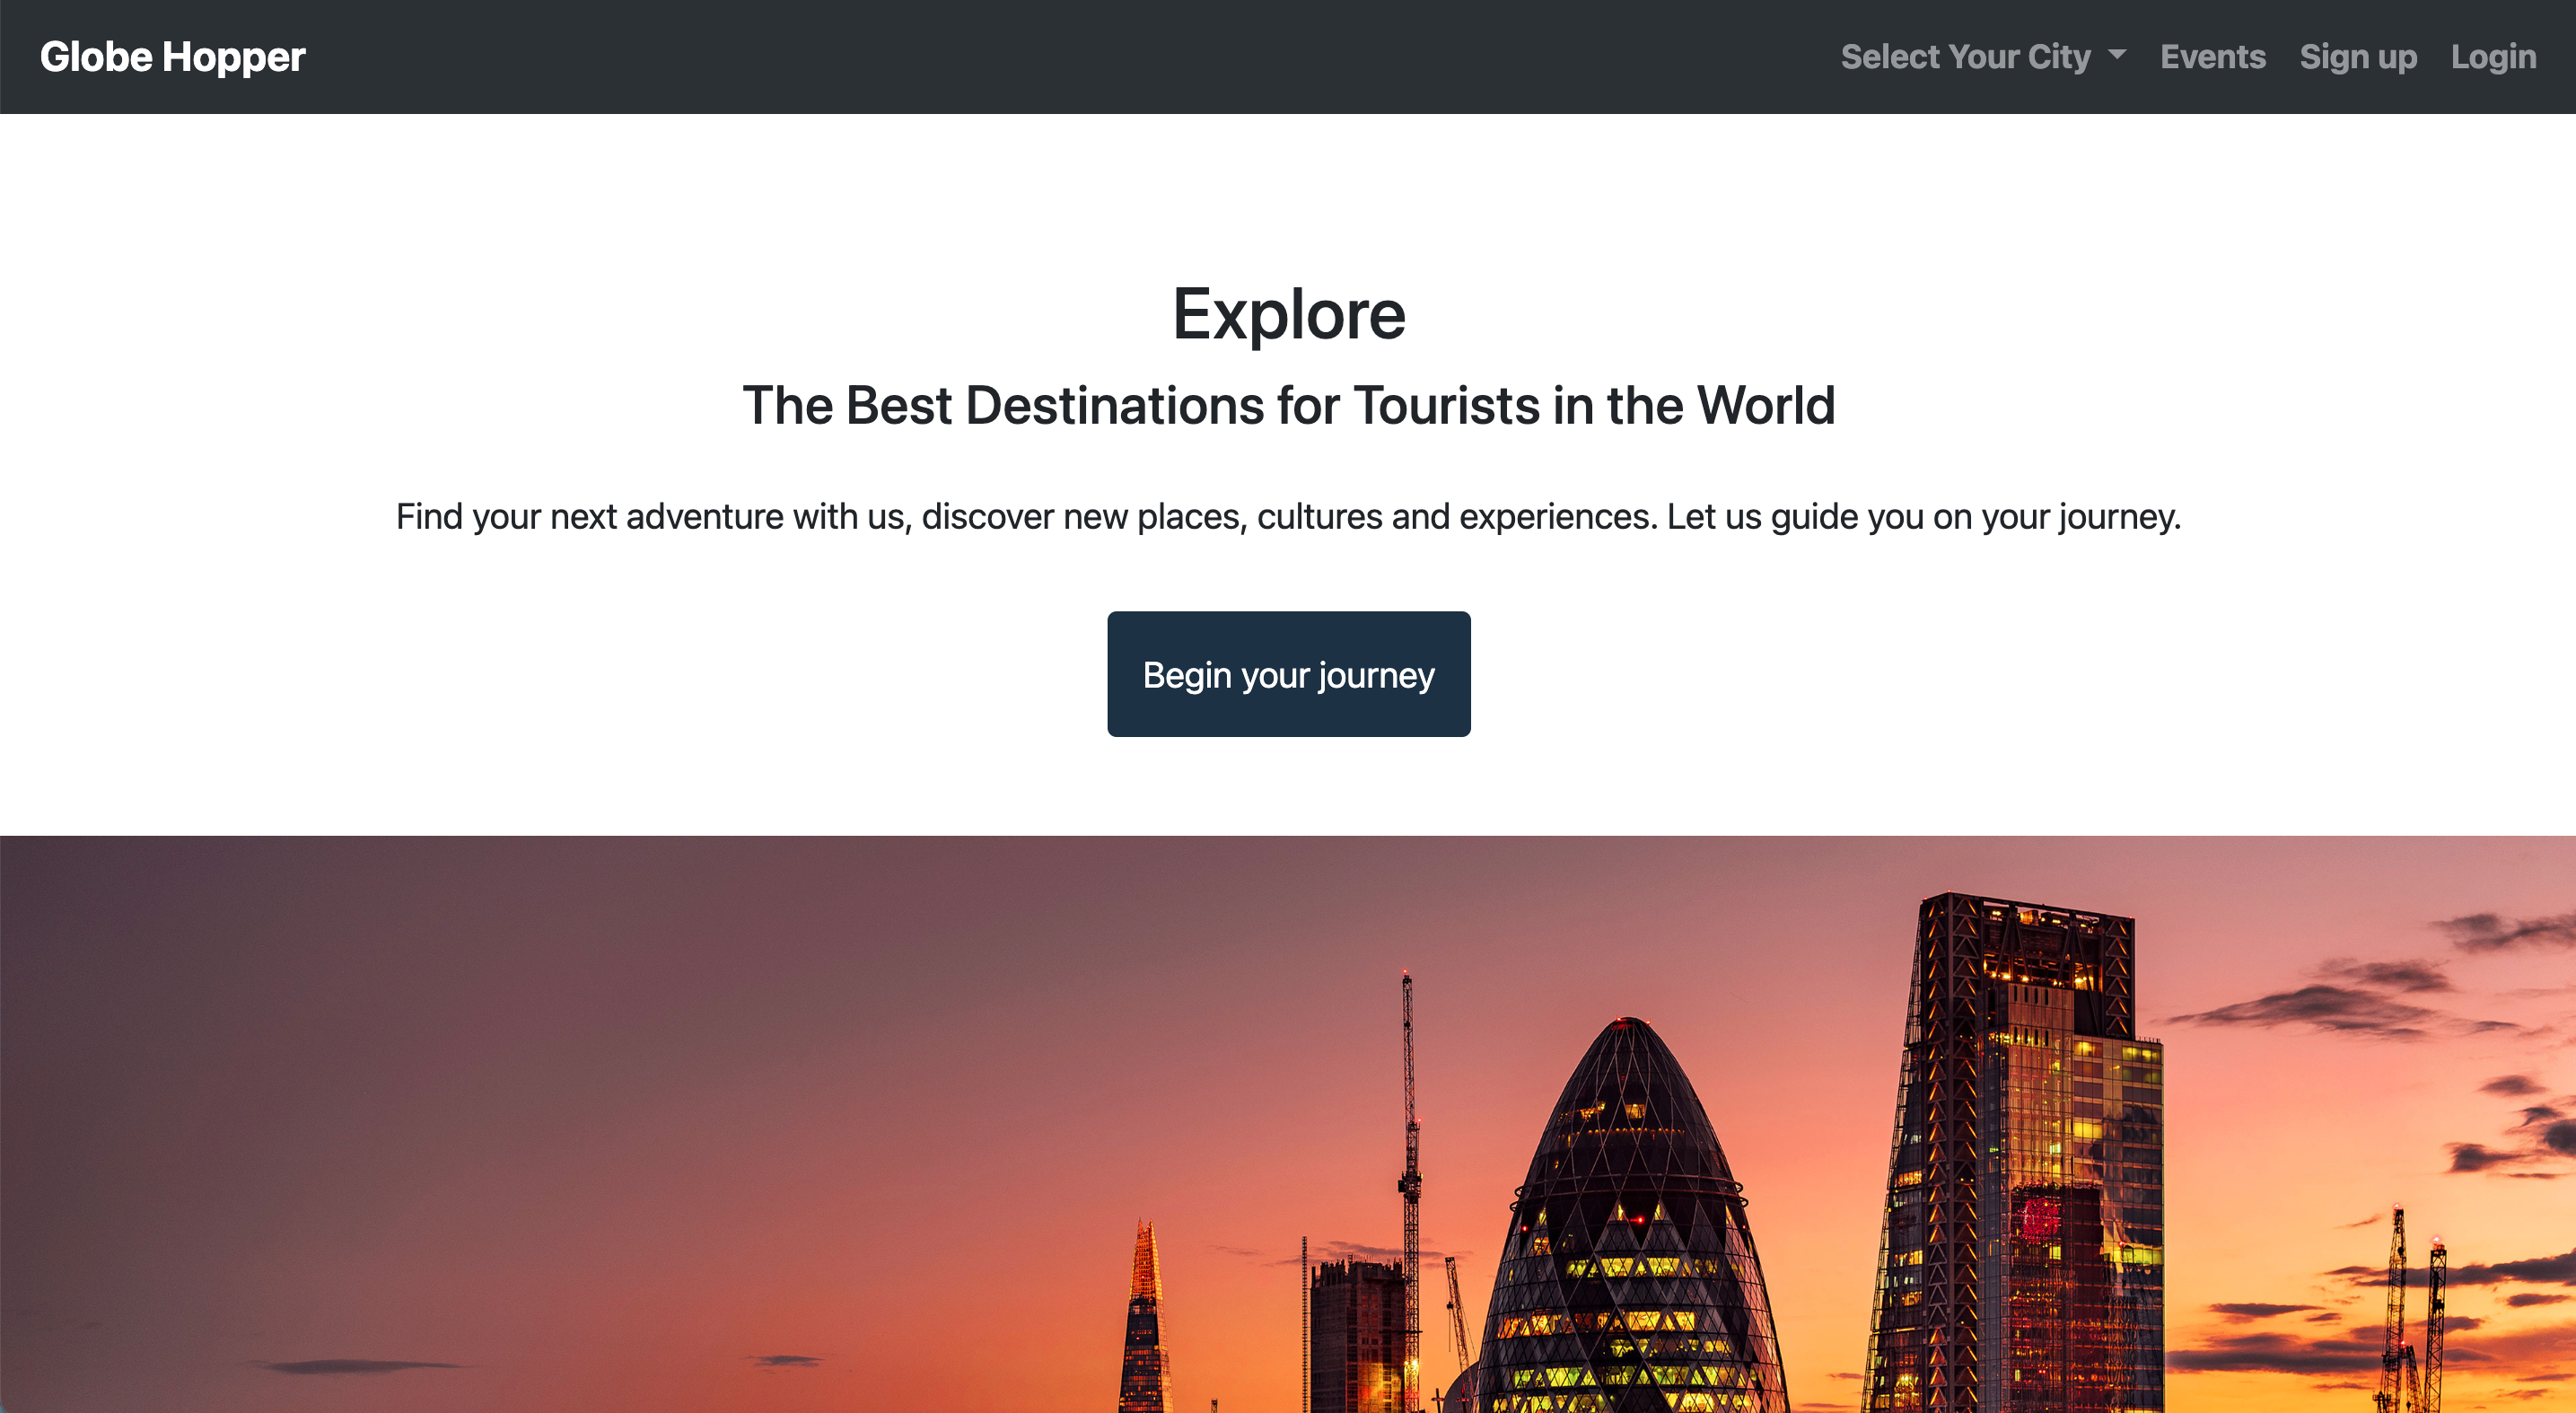 Globe Hopper
Select Your City Events Sign up Login
Explore
The Best Destinations for Tourists in the World
Find your next adventure with us, discover new places, cultures and experiences. Let us guide you on your journey.
Begin your journey